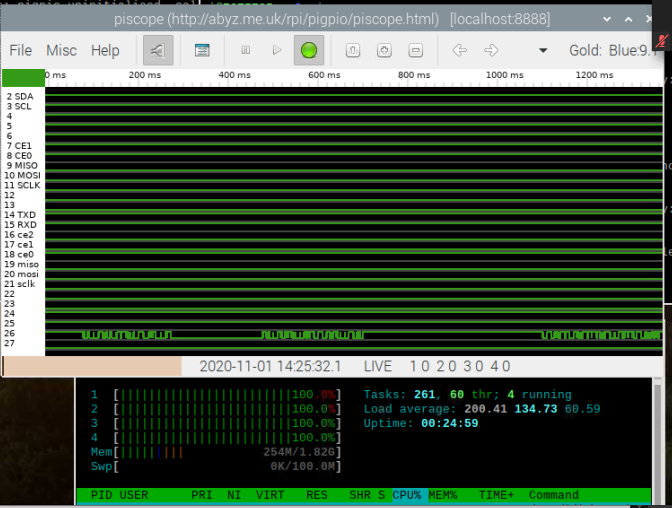 piscope (http://abyz.me.uk/rpi/pigpio/piscope.html) [localhost:8888]
File Misc Help Gold: Blue:9.1
0 ms 200 ms 400 ms 600 ms 800 ms 1000 ms 1200 ms
2 SDA
3 SCL
4
5
6
7 CE1
8 CE0
9 MISO
10 MOSI
11 SCLK
12
13
14 TXD
15 RXD
16 ce2
17 ce1
18 ce0
19 miso
20 mosi
21 sclk
22
23
24
25
26
27
2020-11-01 14:25:32.1 LIVE 1 0 2 0 3 0 4 0
1 [||||||||||||||||||||||||100.0%] Tasks: 261, 60 thr; 4 running
2 [||||||||||||||||||||||||100.0%] Load average: 200.41 134.73 60.59
3 [||||||||||||||||||||||||100.0%] Uptime: 00:24:59
4 [||||||||||||||||||||||||100.0%]
Mem[||||||||| 254M/1.82G]
Swp[ 0K/100.0M]
PID USER PRI NI VIRT RES SHR S CPU% MEM% TIME+ Command